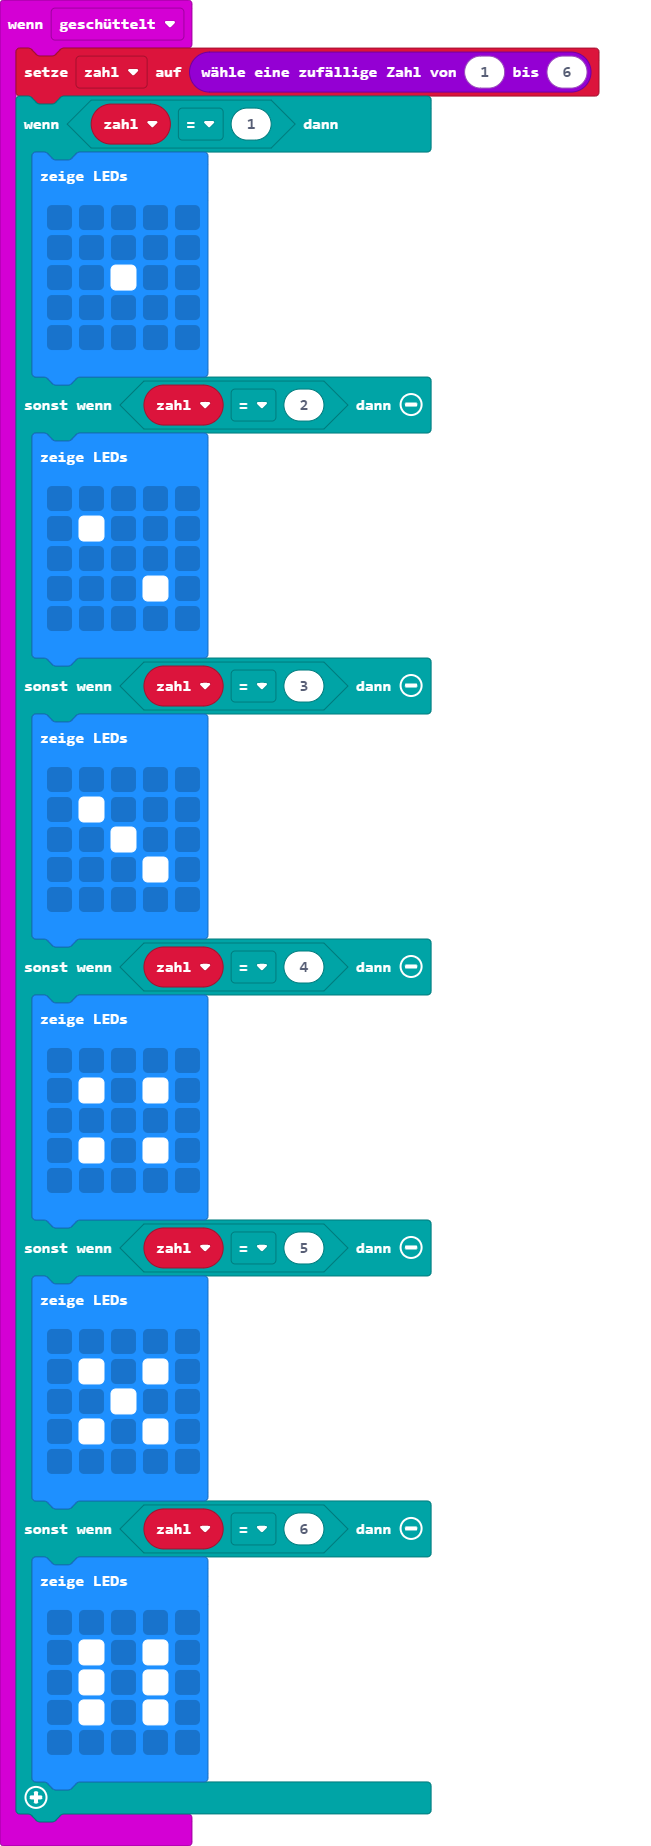 wenn geschüttelt
setze zahl auf wähle eine zufällige Zahl von 1 bis 6
wenn zahl = 1 dann
zeige LEDs
sonst wenn zahl = 2 dann
zeige LEDs
sonst wenn zahl = 3 dann
zeige LEDs
sonst wenn zahl = 4 dann
zeige LEDs
sonst wenn zahl = 5 dann
zeige LEDs
sonst wenn zahl = 6 dann
zeige LEDs